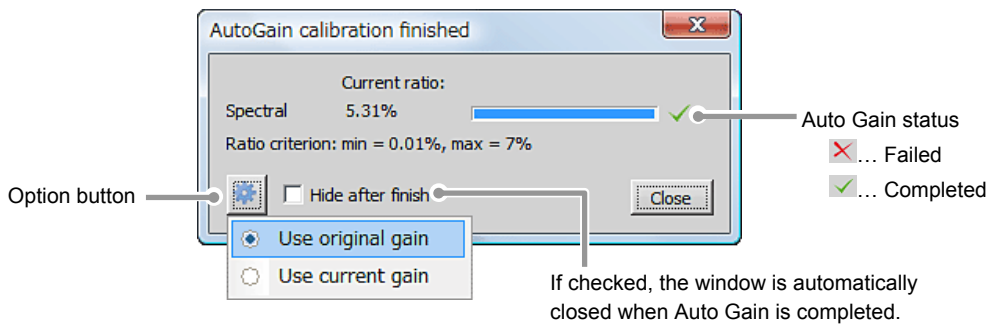 AutoGain calibration finished
Current ratio:
Spectral 5.31%
Ratio criterion: min = 0.01%, max = 7%
Auto Gain status
… Failed
… Completed
Option button
Hide after finish
Close
Use original gain
Use current gain
If checked, the window is automatically
closed when Auto Gain is completed.